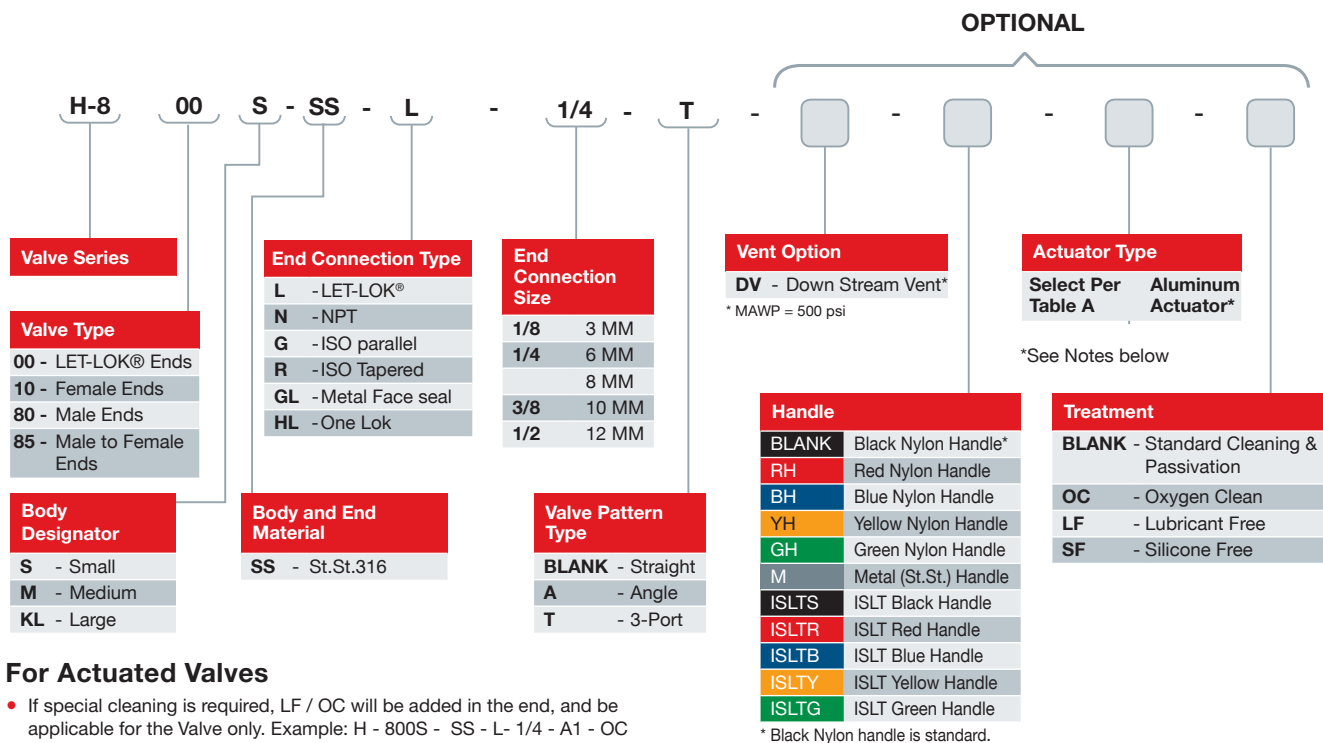 OPTIONAL
H-8 00 S - SS - L - 1/4 - T - - - -
Valve Series
Valve Type
00 - LET-LOK® Ends
10 - Female Ends
80 - Male Ends
85 - Male to Female
Ends
Body
Designator
S - Small
M - Medium
KL - Large
End Connection Type
L -LET-LOK®
N -NPT
G -ISO parallel
R -ISO Tapered
GL -Metal Face seal
HL -One Lok
Body and End
Material
SS - St.St.316
End
Connection
Size
1/8 3 MM
1/4 6 MM
8 MM
3/8 10 MM
1/2 12 MM
Valve Pattern
Type
BLANK - Straight
A - Angle
T - 3-Port
Vent Option
DV - Down Stream Vent*
* MAWP = 500 psi
Handle
BLANK Black Nylon Handle*
RH Red Nylon Handle
BH Blue Nylon Handle
YH Yellow Nylon Handle
GH Green Nylon Handle
M Metal (St.St.) Handle
ISLTS ISLT Black Handle
ISLTR ISLT Red Handle
ISLTB ISLT Blue Handle
ISLTY ISLT Yellow Handle
ISLTG ISLT Green Handle
* Black Nylon handle is standard.
Actuator Type
Select Per Aluminum
Table A Actuator*
*See Notes below
Treatment
BLANK - Standard Cleaning &
Passivation
OC - Oxygen Clean
LF - Lubricant Free
SF - Silicone Free
For Actuated Valves
• If special cleaning is required, LF / OC will be added in the end, and be
applicable for the Valve only. Example: H - 800S - SS - L- 1/4 - A1 - OC